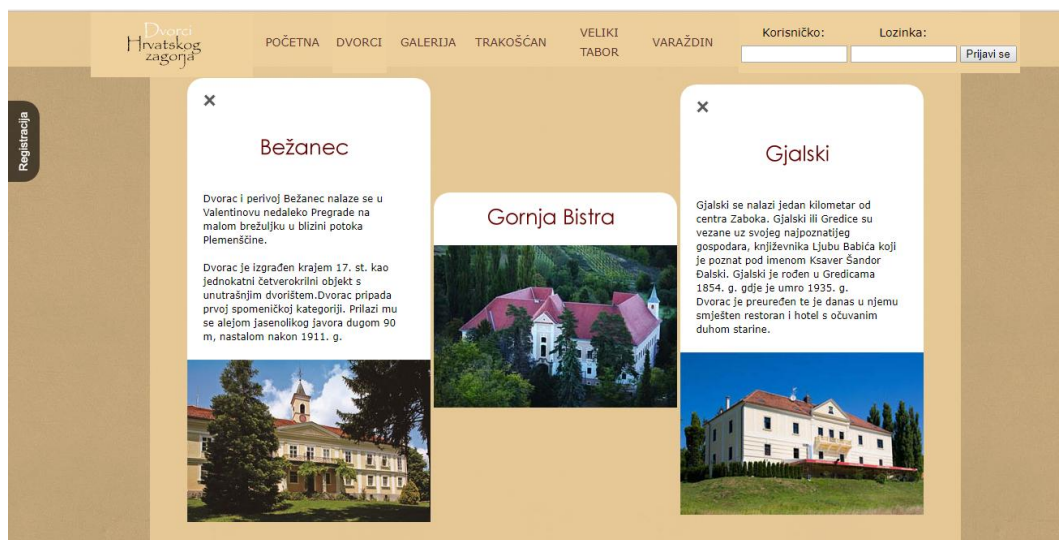 Dvorci
Hrvatskog
zagorja
POČETNA
DVORCI
GALERIJA
TRAKOŠĆAN
VELIKI
TABOR
VARAŽDIN
Korisničko:
Lozinka:
Prijavi se
Registracija
×
Bežanec
Dvorac i perivoj Bežanec nalaze se u
Valentinovu nedaleko Pregrade na
malom brežuljku u blizini potoka
Plemenšćine.
Dvorac je izgrađen krajem 17. st. kao
jednokatni četverokrilni objekt s
unutrašnjim dvorištem.Dvorac pripada
prvoj spomeničkoj kategoriji. Prilazi mu
se alejom jasenolikog javora dugom 90
m, nastalom nakon 1911. g.
Gornja Bistra
×
Gjalski
Gjalski se nalazi jedan kilometar od
centra Zaboka. Gjalski ili Gredice su
vezane uz svojeg najpoznatijeg
gospodara, književnika Ljubu Babića koji
je poznat pod imenom Ksaver Šandor
Đalski. Gjalski je rođen u Gredicama
1854. g. gdje je umro 1935. g.
Dvorac je preuređen te je danas u njemu
smješten restoran i hotel s očuvanim
duhom starine.